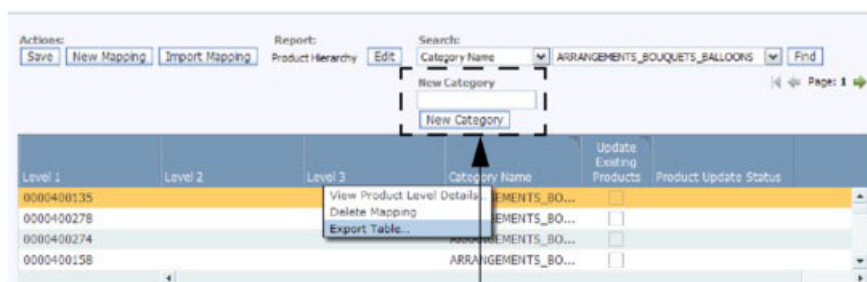 Actions: Report: Search:
Save New Mapping Import Mapping Product Hierarchy Edit Category Name ARRANGEMENTS_BOUQUETS_BALLOONS Find
New Category Page: 1
New Category
Update
Existing
Level 1 Level 2 Level 3 Category Name Products Product Update Status
0000400135 View Product Level Details... EMENTS_BO...
0000400278 Delete Mapping EMENTS_BO...
0000400274 Export Table... ARRANGEMENTS_BO...
0000400158 ARRANGEMENTS_BO...